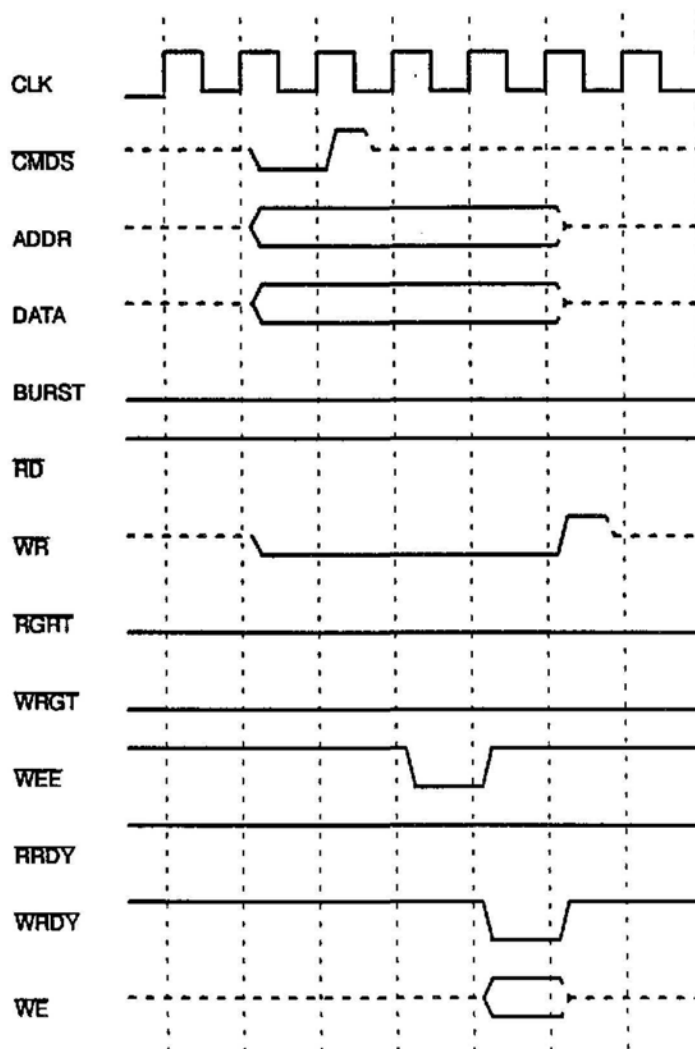 CLK
CMDS
ADDR
DATA
BURST
RD
WR
RGRT
WRGT
WEE
RRDY
WRDY
WE